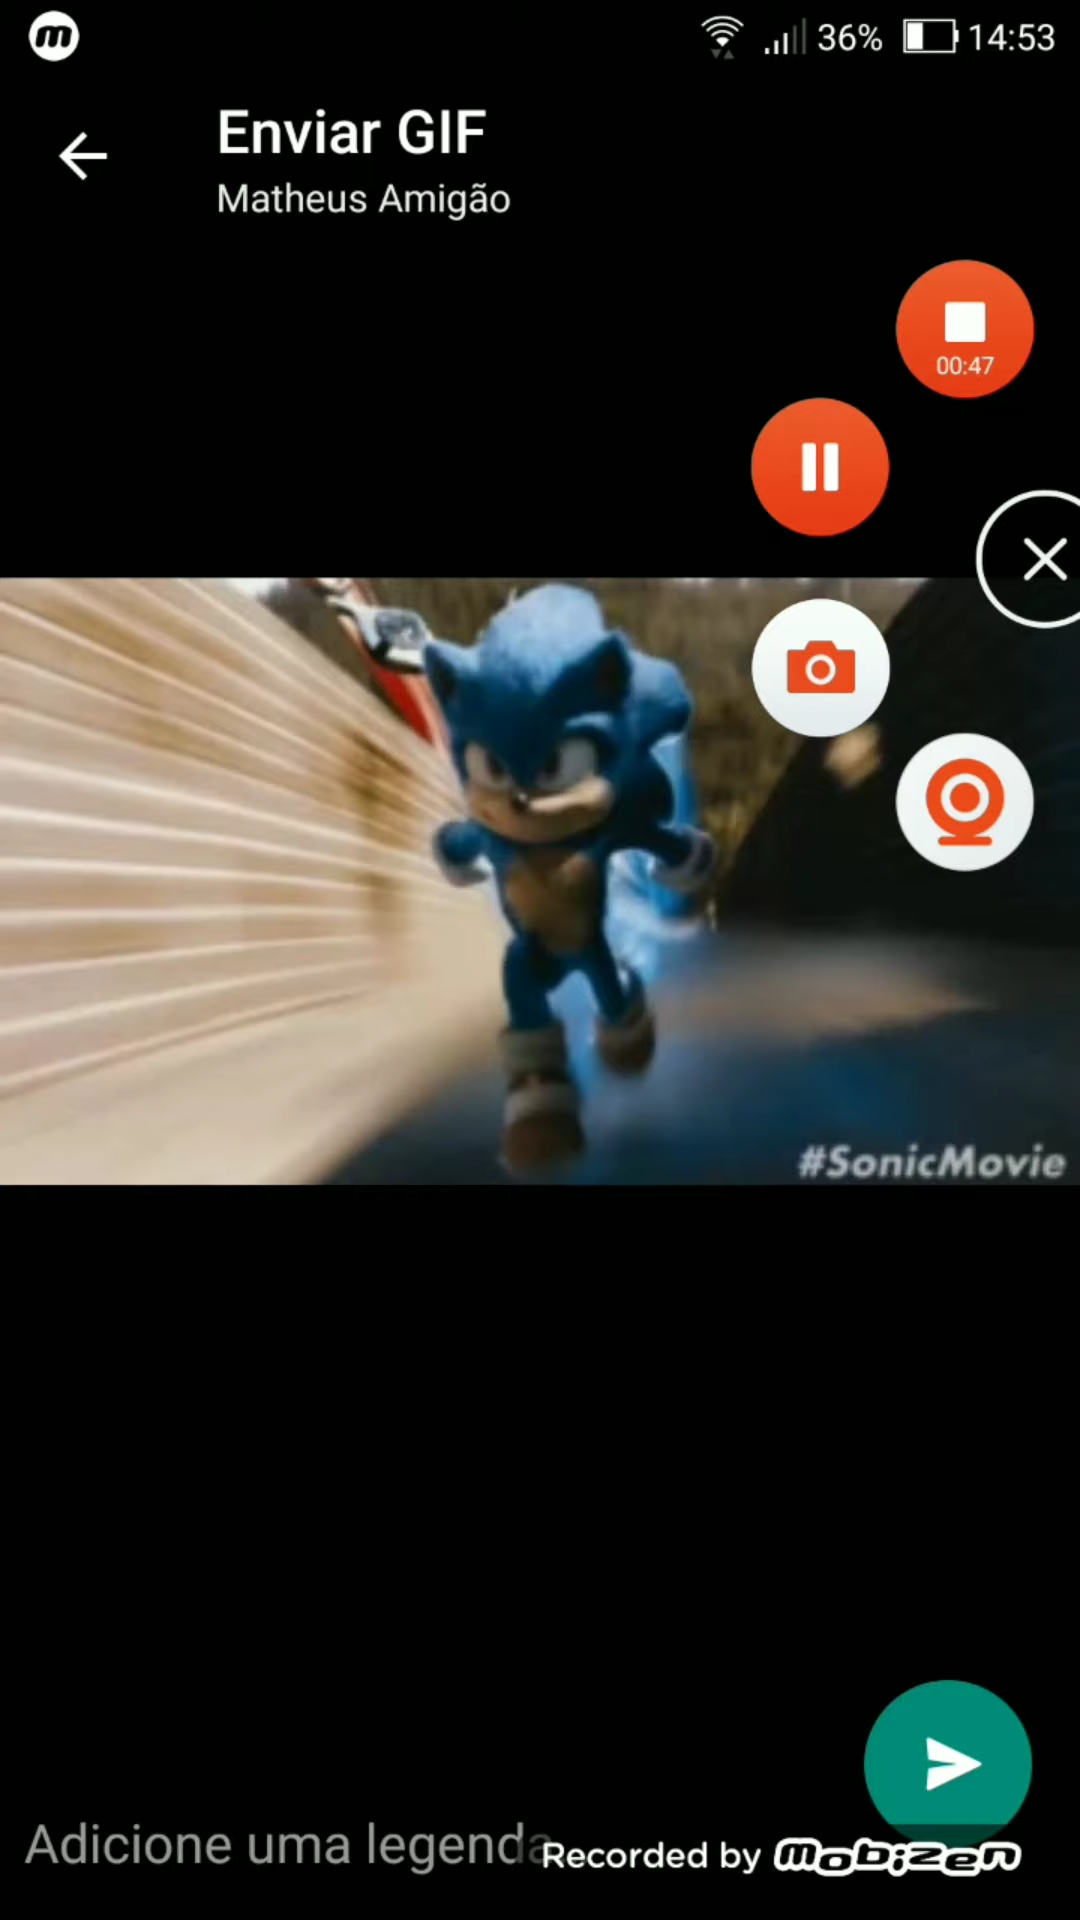 m
36% 14:53
Enviar GIF
Matheus Amigão
00:47
#SonicMovie
Adicione uma legenda
Recorded by mobizen